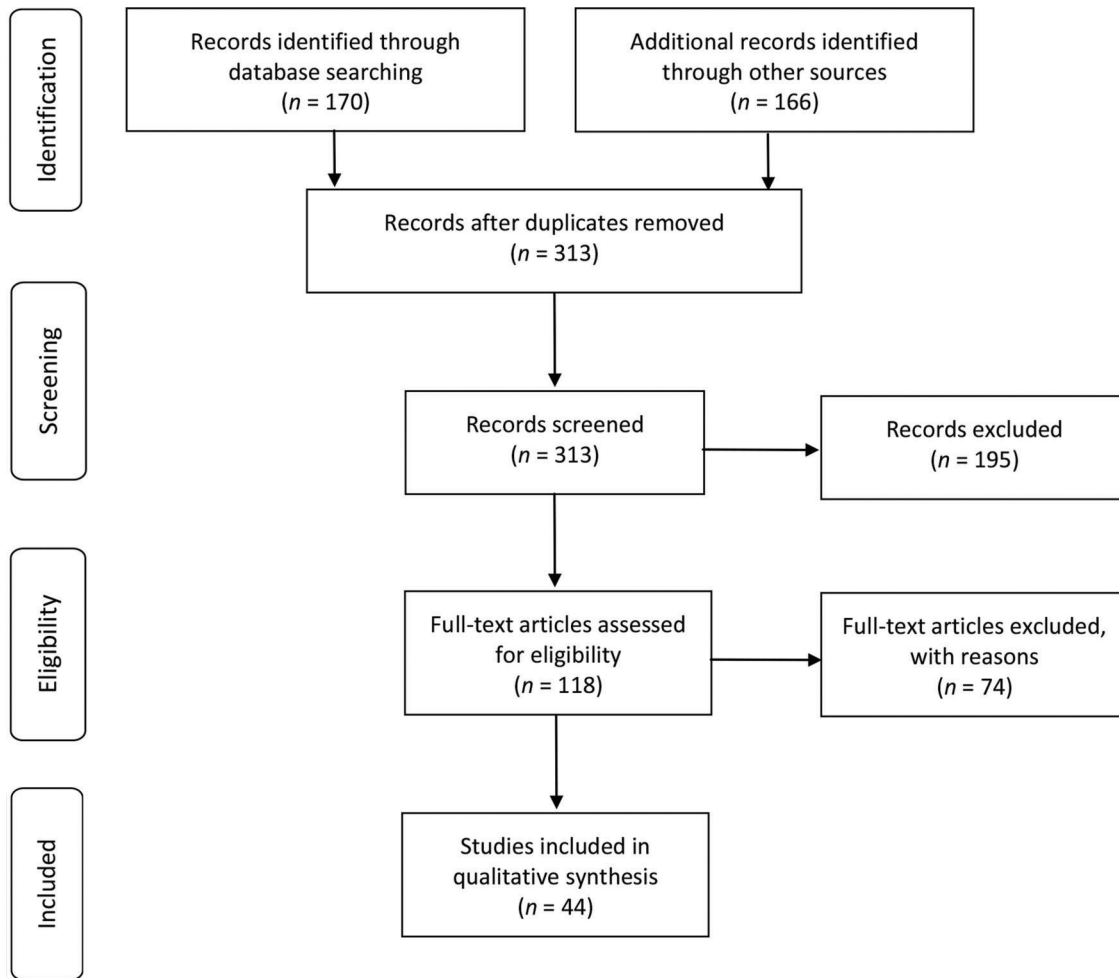 Identification
Records identified through
database searching
(n = 170)
Additional records identified
through other sources
(n = 166)
Records after duplicates removed
(n = 313)
Screening
Records screened
(n = 313)
Records excluded
(n = 195)
Eligibility
Full-text articles assessed
for eligibility
(n = 118)
Full-text articles excluded,
with reasons
(n = 74)
Included
Studies included in
qualitative synthesis
(n = 44)